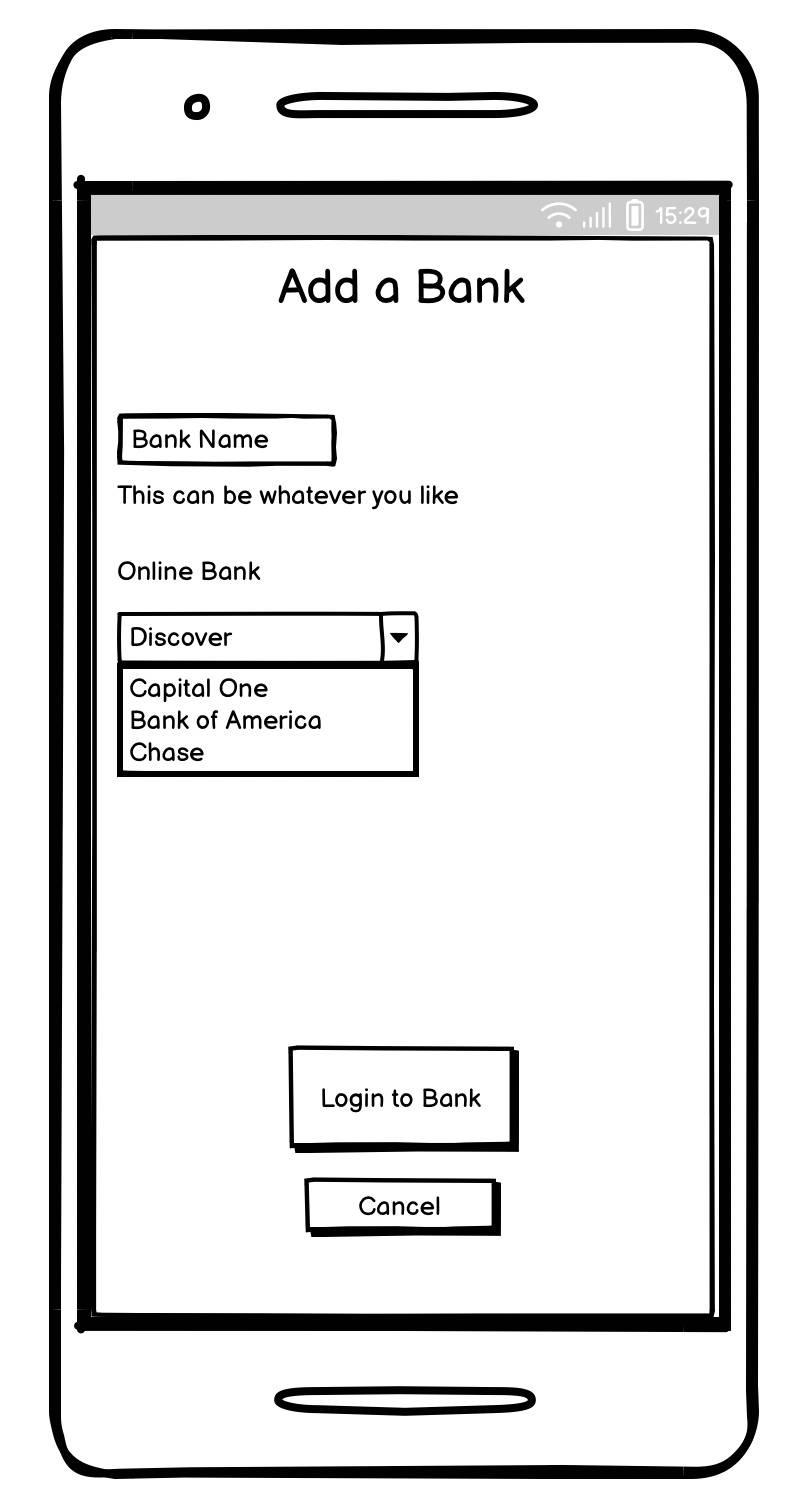 15:29
Add a Bank
Bank Name
This can be whatever you like
Online Bank
Discover
Capital One
Bank of America
Chase
Login to Bank
Cancel